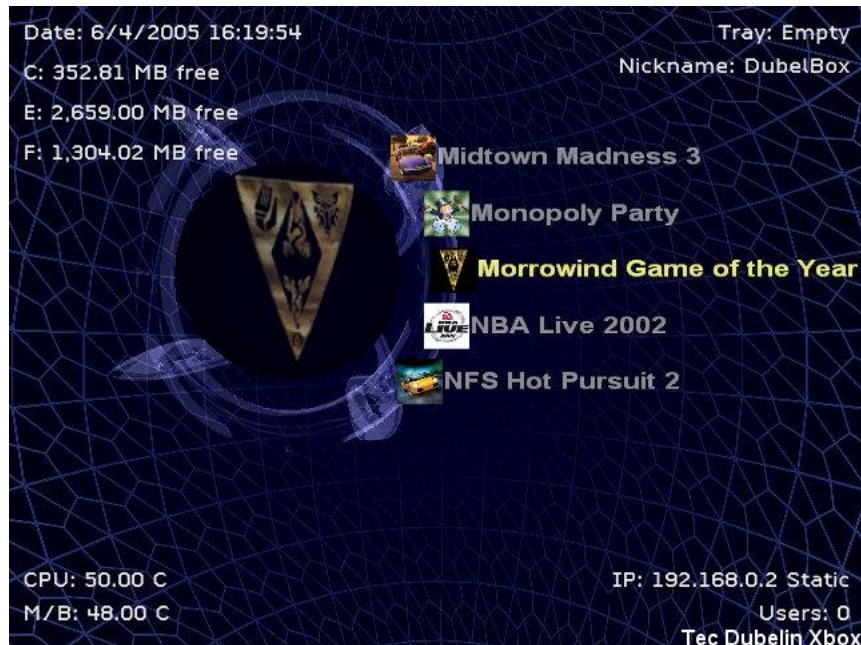 Date: 6/4/2005 16:19:54
Tray: Empty
C: 352.81 MB free
Nickname: DubelBox
E: 2,659.00 MB free
F: 1,304.02 MB free
Midtown Madness 3
Monopoly Party
Morrowind Game of the Year
NBA Live 2002
NFS Hot Pursuit 2
CPU: 50.00 C
IP: 192.168.0.2 Static
M/B: 48.00 C
Users: 0
Tec Dubelin Xbox